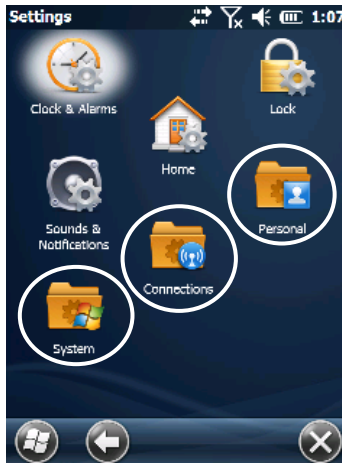 Settings 1:07
Clock & Alarms
Lock
Home
Sounds &
Notifications
Personal
Connections
System